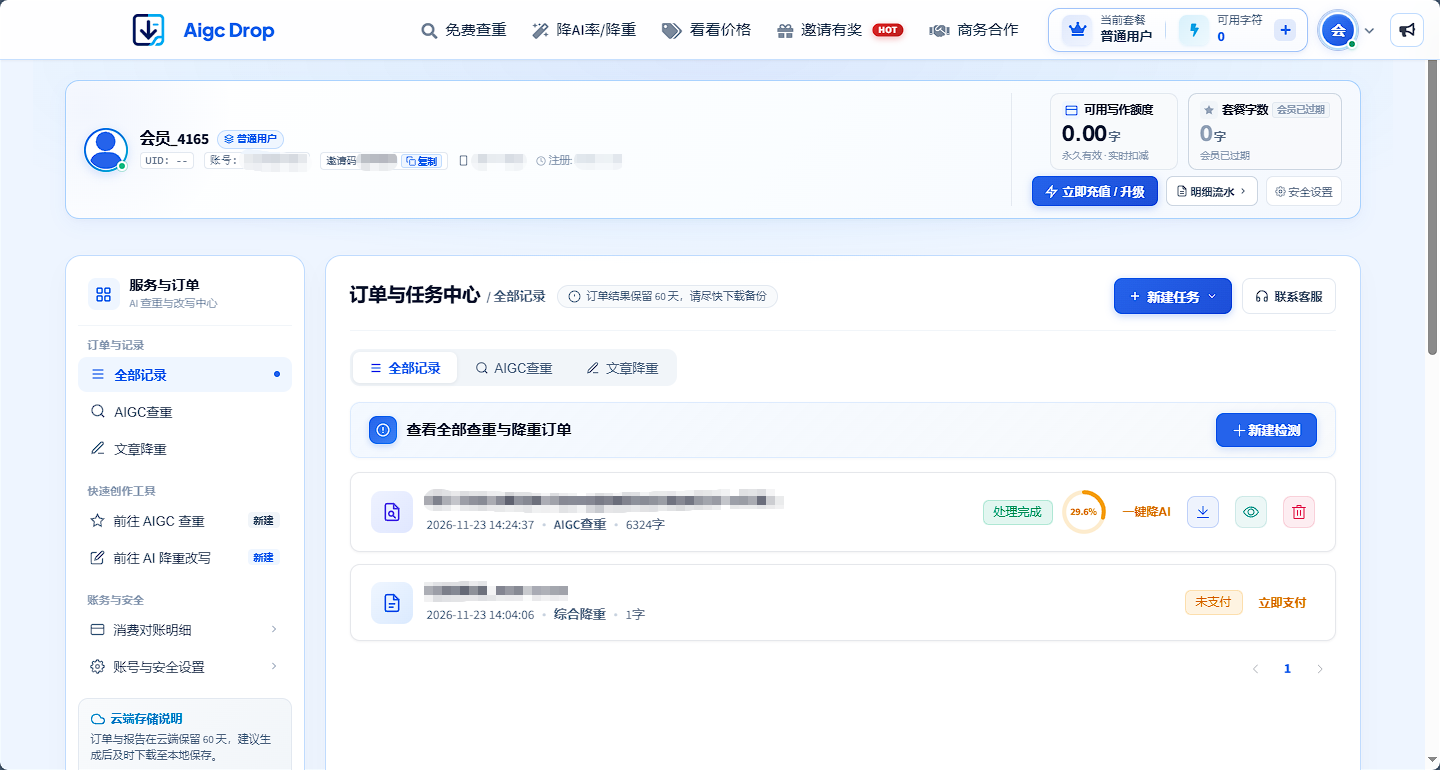 Aigc Drop
免费查重
降AI率/降重
看看价格
邀请有奖 HOT
商务合作
当前套餐
普通用户
可用字符
0
会
会员_4165 普通用户
UID: --
账号:
邀请码 复制
注册:
可用写作额度
0.00字
永久有效 · 实时扣减
套餐字数 会员已过期
0字
会员已过期
立即充值 / 升级
明细流水
安全设置
服务与订单
AI 查重与改写中心
订单与记录
全部记录
AIGC查重
文章降重
快速创作工具
前往 AIGC 查重 新建
前往 AI 降重改写 新建
账务与安全
消费对账明细
账号与安全设置
云端存储说明
订单与报告在云端保留 60 天，建议生
成后及时下载至本地保存。
订单与任务中心 / 全部记录
订单结果保留 60 天，请尽快下载备份
新建任务
联系客服
全部记录
AIGC查重
文章降重
查看全部查重与降重订单
新建检测
2026-11-23 14:24:37 • AIGC查重 • 6324字
处理完成
29.6%
一键降AI
2026-11-23 14:04:06 • 综合降重 • 1字
未支付
立即支付
1